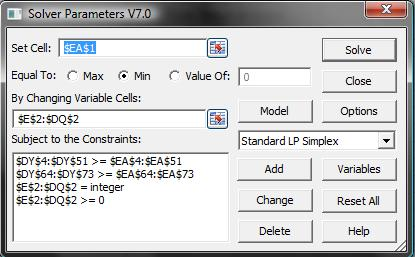 Solver Parameters V7.0
Set Cell: $EA$1 Solve
Equal To: Max Min Value Of: 0
Close
By Changing Variable Cells:
$E$2:$DQ$2 Model Options
Subject to the Constraints: Standard LP Simplex
$DY$4:$DY$51 >= $EA$4:$EA$51
$DY$64:$DY$73 >= $EA$64:$EA$73
$E$2:$DQ$2 = integer
$E$2:$DQ$2 >= 0
Add Variables
Change Reset All
Delete Help